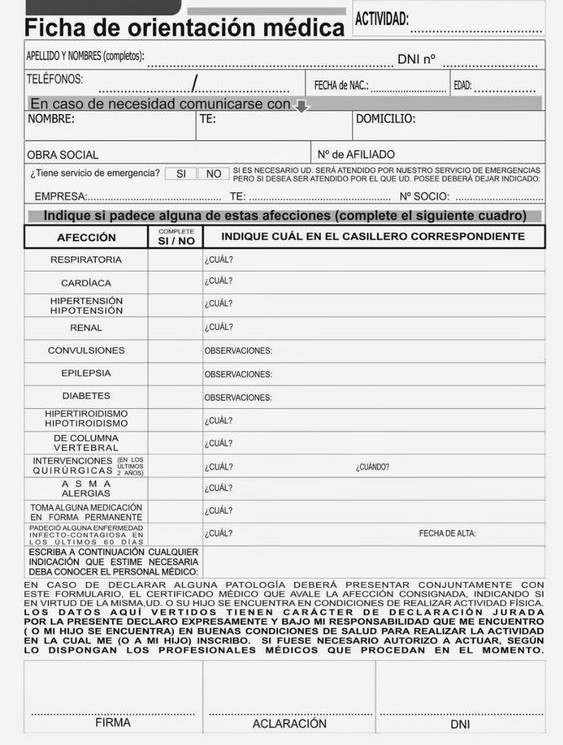 Ficha de orientación médica
ACTIVIDAD:
APELLIDO Y NOMBRES (completos):
DNI nº
TELÉFONOS:
/
FECHA de NAC.:
EDAD:
En caso de necesidad comunicarse con
NOMBRE:
TE:
DOMICILIO:
OBRA SOCIAL
Nº de AFILIADO
¿Tiene servicio de emergencia?
SI
NO
SI ES NECESARIO UD. SERÁ ATENDIDO POR NUESTRO SERVICIO DE EMERGENCIAS
PERO SI DESEA SER ATENDIDO POR EL QUE UD. POSEE DEBERÁ DEJAR INDICADO:
EMPRESA:
TE:
Nº SOCIO:
Indique si padece alguna de estas afecciones (complete el siguiente cuadro)
AFECCIÓN
COMPLETE
SI / NO
INDIQUE CUÁL EN EL CASILLERO CORRESPONDIENTE
RESPIRATORIA
¿CUÁL?
CARDÍACA
¿CUÁL?
HIPERTENSIÓN
HIPOTENSIÓN
¿CUÁL?
RENAL
¿CUÁL?
CONVULSIONES
OBSERVACIONES:
EPILEPSIA
OBSERVACIONES:
DIABETES
OBSERVACIONES:
HIPERTIROIDISMO
HIPOTIROIDISMO
¿CUÁL?
DE COLUMNA
VERTEBRAL
¿CUÁL?
INTERVENCIONES
QUIRÚRGICAS
(EN LOS
ÚLTIMOS
2 AÑOS)
¿CUÁL?
¿CUÁNDO?
ASMA
ALERGIAS
¿CUÁL?
TOMA ALGUNA MEDICACIÓN
EN FORMA PERMANENTE
¿CUÁL?
PADECIÓ ALGUNA ENFERMEDAD
INFECTO-CONTAGIOSA EN
LOS ÚLTIMOS 60 DÍAS
¿CUÁL?
FECHA DE ALTA:
ESCRIBA A CONTINUACIÓN CUALQUIER
INDICACIÓN QUE ESTIME NECESARIA
DEBA CONOCER EL PERSONAL MÉDICO:
EN CASO DE DECLARAR ALGUNA PATOLOGÍA DEBERÁ PRESENTAR CONJUNTAMENTE CON
ESTE FORMULARIO, EL CERTIFICADO MÉDICO QUE AVALE LA AFECCIÓN CONSIGNADA, INDICANDO SI
EN VIRTUD DE LA MISMA,UD. O SU HIJO SE ENCUENTRA EN CONDICIONES DE REALIZAR ACTIVIDAD FÍSICA.
LOS DATOS AQUÍ VERTIDOS TIENEN CARÁCTER DE DECLARACIÓN JURADA
POR LA PRESENTE DECLARO EXPRESAMENTE Y BAJO MI RESPONSABILIDAD QUE ME ENCUENTRO
( O MI HIJO SE ENCUENTRA) EN BUENAS CONDICIONES DE SALUD PARA REALIZAR LA ACTIVIDAD
EN LA CUAL ME (O A MI HIJO) INSCRIBO. SI FUESE NECESARIO AUTORIZO A ACTUAR, SEGÚN
LO DISPONGAN LOS PROFESIONALES MÉDICOS QUE PROCEDAN EN EL MOMENTO.
FIRMA
ACLARACIÓN
DNI